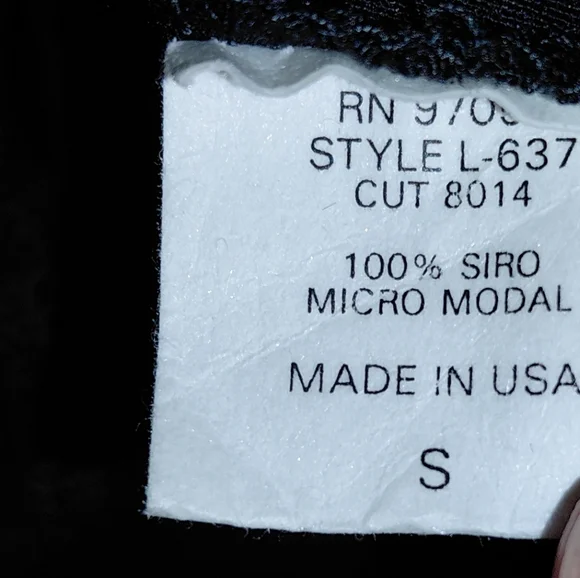 RN
STYLE L-637
CUT 8014
100% SIRO
MICRO MODAL
MADE IN USA
S